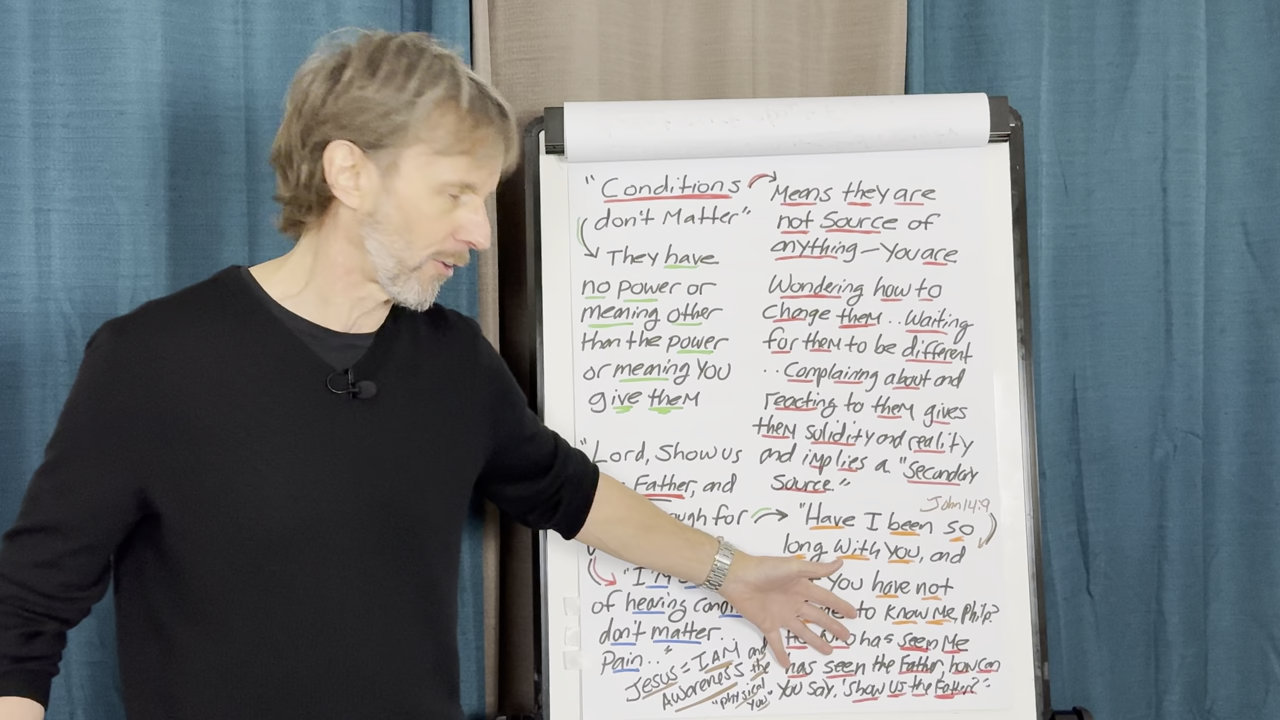 "Conditions
don't Matter"
They have
no power or
meaning other
than the power
or meaning YOU
give them
"Lord, Show us
Father, and
for
"I'M
of hearing
don't matter.
Pain..."
Jesus = I AM and
Awareness the
"physical
You"
Means they are
not Source of
anything—You are
Wondering how to
Change them... Waiting
for them to be different
.. Complaining about and
reacting to them gives
them solidity and reality
and implies a "Secondary
Source."
John 14:9
"Have I been so
long With you, and
you have not
to know Me, Philip?
who has seen Me
has seen the Father, how can
You say, 'Show us the Father?'"